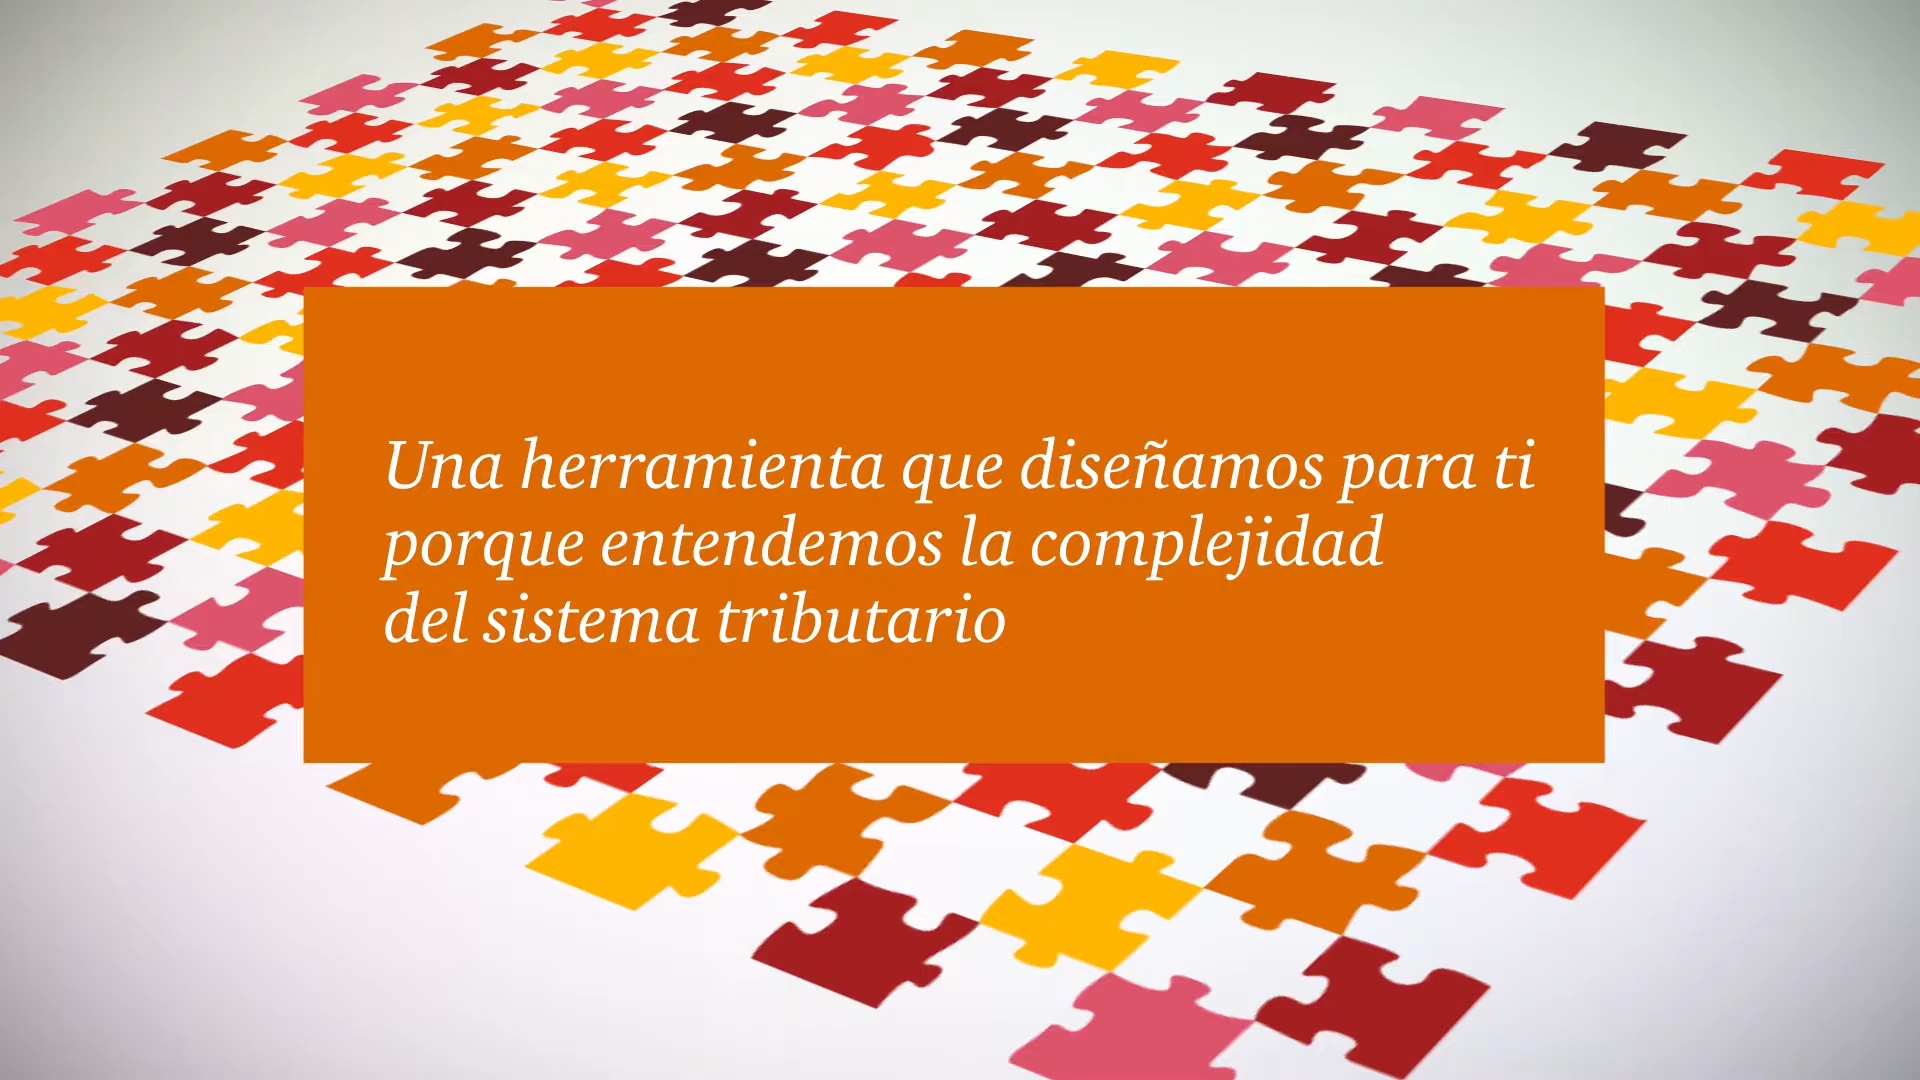 Una herramienta que diseñamos para ti
porque entendemos la complejidad
del sistema tributario